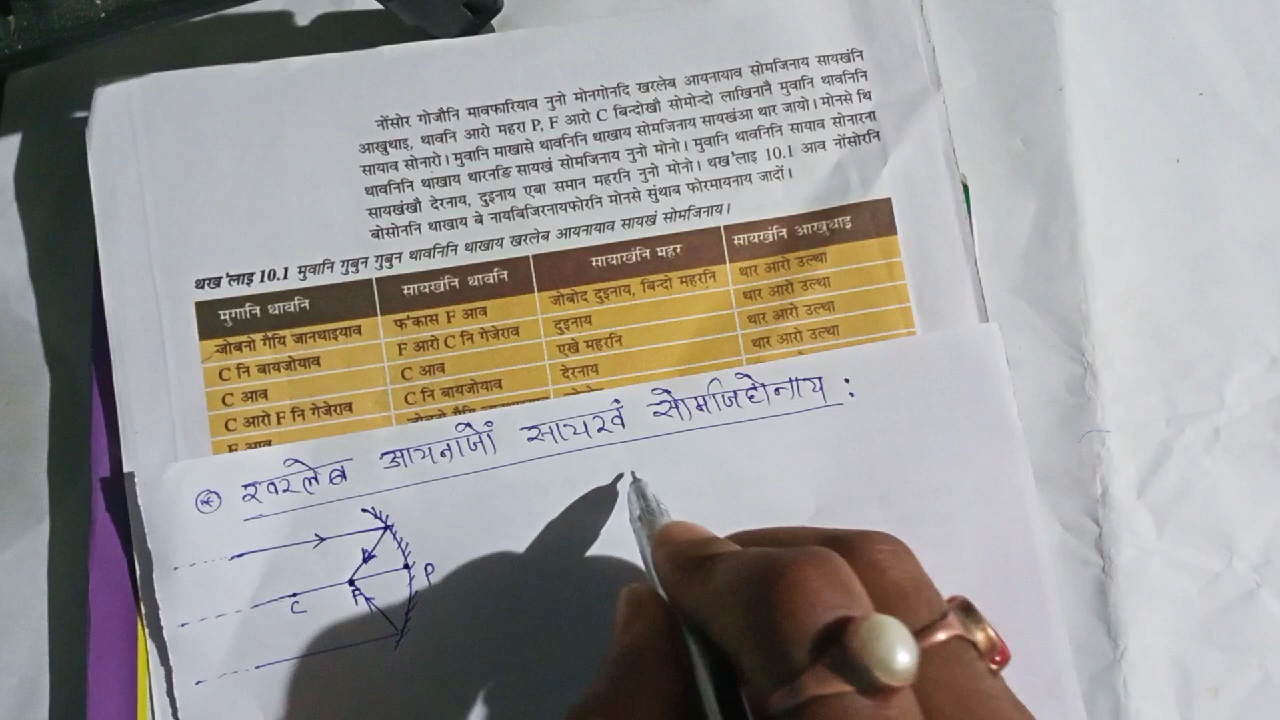 नोंसोर गोजौनि मावफारियाव नुनो मोनगोनदि खरलेब आयनायाव सोमजिनाय सायखंनि
आखुथाइ, थावनि आरो महरा P, F आरो C बिन्दोखौ सोमोन्दो लाखिनानै मुवानि थावनिनि
सायाव सोनारो। मुवानि माखासे थावनिनि थाखाय सोमजिनाय सायखंआ थार जायो। मोनसे थि
थावनिनि थाखाय थारनङि सायखं सोमजिनाय नुनो मोनो। मुवानि थावनिनि सायाव सोनारना
सायखंखौ देरनाय, दुइनाय एबा समान महरनि नुनो मोनो। थख'लाइ 10.1 आव नोंसोरनि
बोसोननि थाखाय बे नायबिजिरनायफोरनि मोनसे सुंथाब फोरमायनाय जादों।
थख'लाइ 10.1 मुवानि गुबुन गुबुन थावनिनि थाखाय खरलेब आयनायाव सायखं सोमजिनाय।
मुगानि थावनि सायखंनि थावनि सायाखंनि महर सायखंनि आखुथाइ
जोबनो गैयि जानथाइयाव फ'कास F आव जोबोद दुइनाय, बिन्दो महरनि थार आरो उल्था
C नि बायजोयाव F आरो C नि गेजेराव दुइनाय थार आरो उल्था
C आव C आव एखे महरनि थार आरो उल्था
C आरो F नि गेजेराव C नि बायजोयाव देरनाय थार आरो उल्था
F आव
* खरलेब आयनाजों सायखं सोमजिहोनाय :
C F P